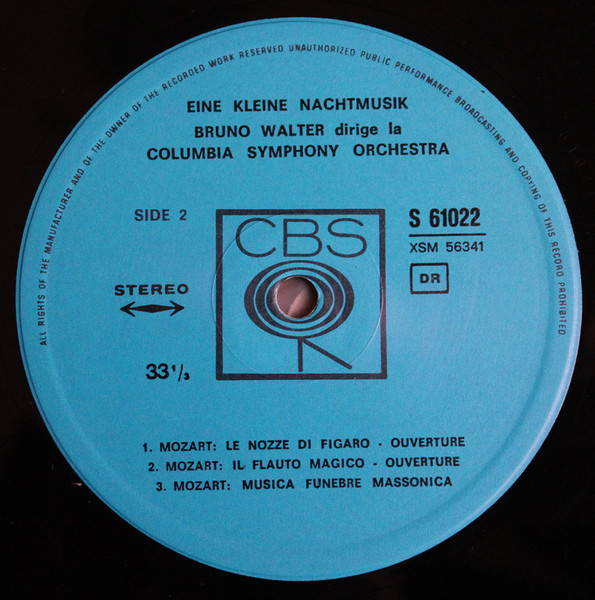 ALL RIGHTS OF THE MANUFACTURER AND OF THE OWNER OF THE RECORDED WORK RESERVED UNAUTHORIZED PUBLIC PERFORMANCE BROADCASTING AND COPYING OF THIS RECORD PROHIBITED
EINE KLEINE NACHTMUSIK
BRUNO WALTER dirige la
COLUMBIA SYMPHONY ORCHESTRA
SIDE 2
CBS
S 61022
XSM 56341
DR
STEREO
33 1/3
1. MOZART: LE NOZZE DI FIGARO - OUVERTURE
2. MOZART: IL FLAUTO MAGICO - OUVERTURE
3. MOZART: MUSICA FUNEBRE MASSONICA